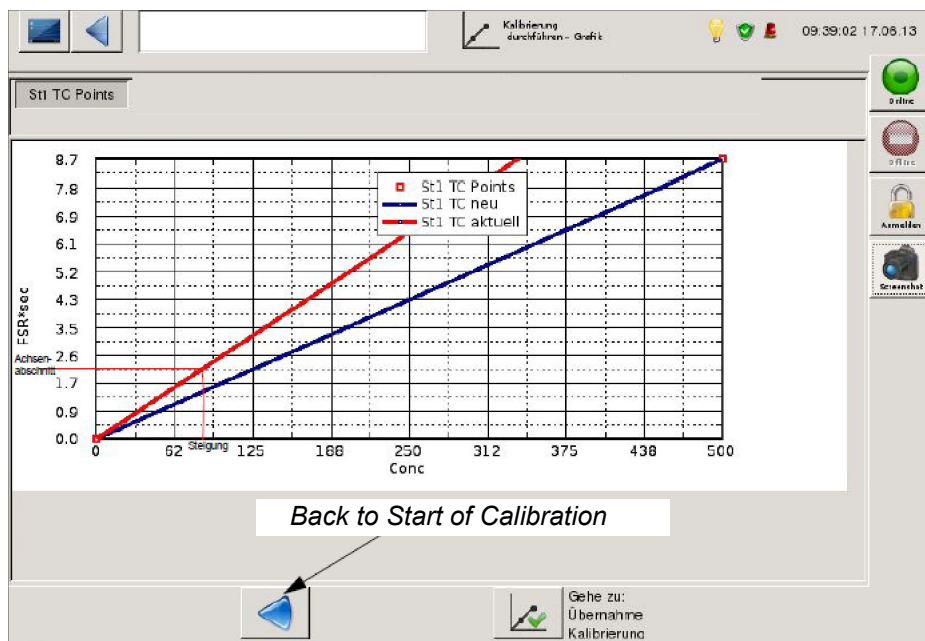 Kalibrierung
durchführen - Grafik
09:39:02 17.06.13
St1 TC Points
Online
Offline
Anmelden
Screenshot
8.7
7.8
6.9
6.1
5.2
4.3
3.5
2.6
1.7
0.9
0.0
FSR*sec
St1 TC Points
St1 TC neu
St1 TC aktuell
Achsen-
abschnitt
Steigung
0 62 125 188 250 312 375 438 500
Conc
Back to Start of Calibration
Gehe zu:
Übernahme
Kalibrierung